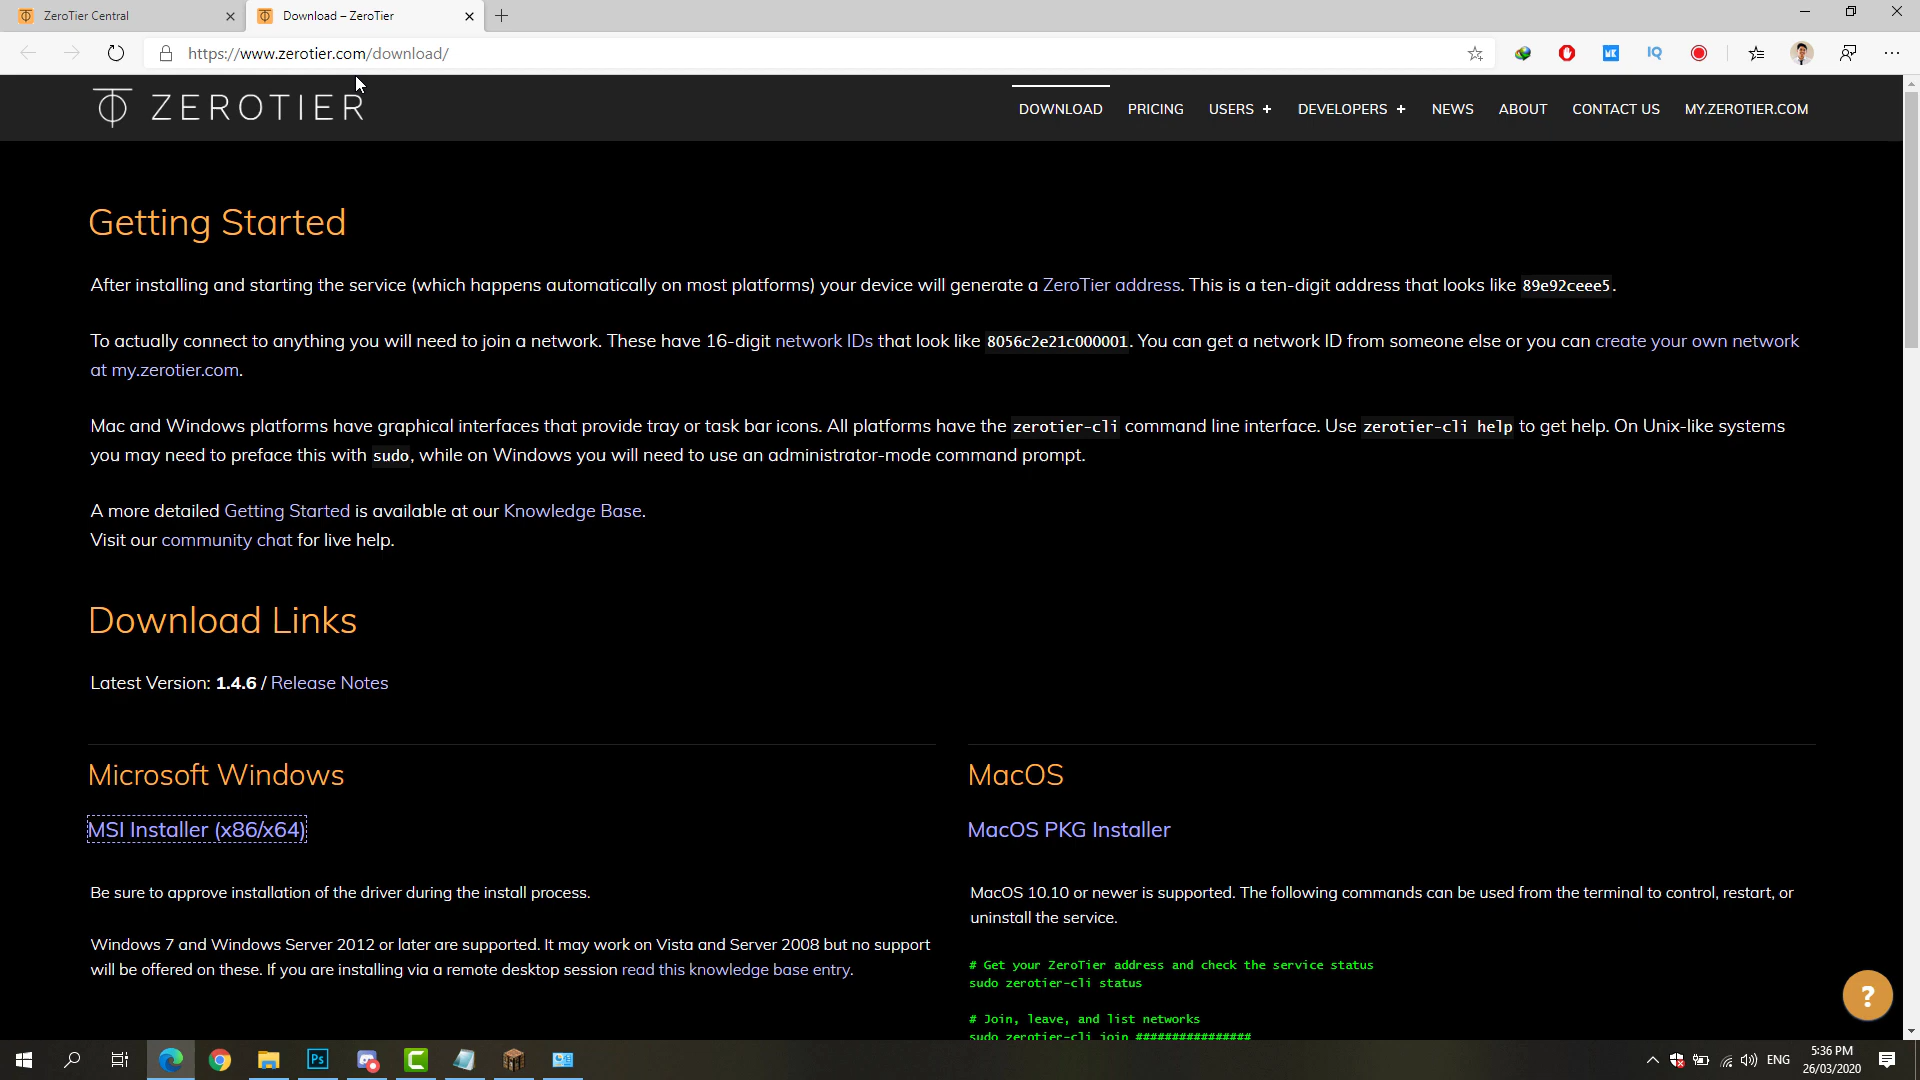 ZeroTier Central
Download – ZeroTier
https://www.zerotier.com/download/
ZEROTIER
DOWNLOAD PRICING USERS + DEVELOPERS + NEWS ABOUT CONTACT US MY.ZEROTIER.COM
Getting Started
After installing and starting the service (which happens automatically on most platforms) your device will generate a ZeroTier address. This is a ten-digit address that looks like 89e92ceee5.
To actually connect to anything you will need to join a network. These have 16-digit network IDs that look like 8056c2e21c000001. You can get a network ID from someone else or you can create your own network
at my.zerotier.com.
Mac and Windows platforms have graphical interfaces that provide tray or task bar icons. All platforms have the zerotier-cli command line interface. Use zerotier-cli help to get help. On Unix-like systems
you may need to preface this with sudo, while on Windows you will need to use an administrator-mode command prompt.
A more detailed Getting Started is available at our Knowledge Base.
Visit our community chat for live help.
Download Links
Latest Version: 1.4.6 / Release Notes
Microsoft Windows
MSI Installer (x86/x64)
Be sure to approve installation of the driver during the install process.
Windows 7 and Windows Server 2012 or later are supported. It may work on Vista and Server 2008 but no support
will be offered on these. If you are installing via a remote desktop session read this knowledge base entry.
MacOS
MacOS PKG Installer
MacOS 10.10 or newer is supported. The following commands can be used from the terminal to control, restart, or
uninstall the service.
# Get your ZeroTier address and check the service status
sudo zerotier-cli status
# Join, leave, and list networks
sudo zerotier-cli join ################
?
Ps
ENG
5:36 PM
26/03/2020